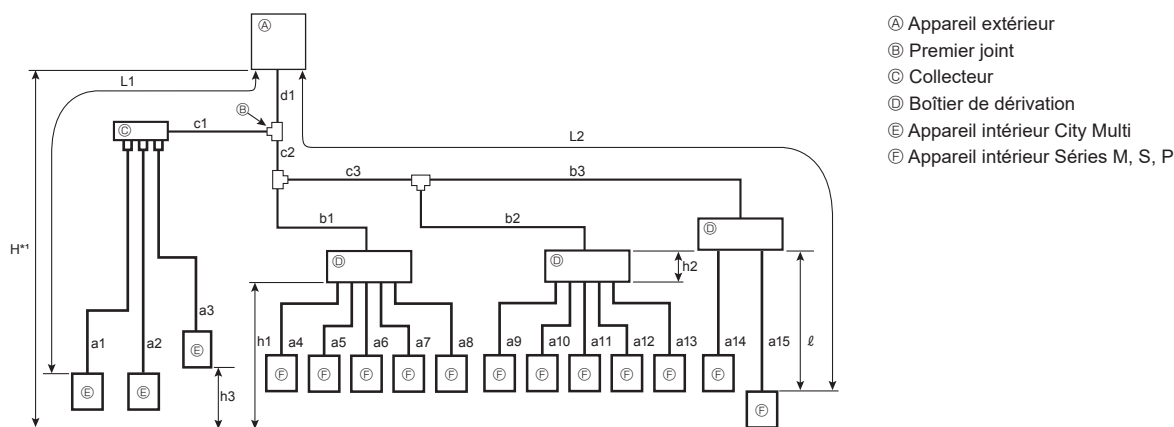 Ⓐ
Ⓐ Appareil extérieur
Ⓑ Premier joint
Ⓒ Collecteur
Ⓓ Boîtier de dérivation
Ⓔ Appareil intérieur City Multi
Ⓕ Appareil intérieur Séries M, S, P
L1
d1
Ⓑ
Ⓒ
c1
L2
c2
c3
b3
b1
b2
Ⓓ
H*¹
Ⓓ
Ⓓ
h2
a3
h1
a4
a5
a6
a7
a8
a9
a10
a11
a12
a13
a14
a15
ℓ
a1
a2
Ⓔ
Ⓕ
Ⓕ
Ⓕ
Ⓕ
Ⓕ
Ⓕ
Ⓕ
Ⓕ
Ⓕ
Ⓕ
Ⓕ
h3
Ⓔ
Ⓔ
Ⓕ